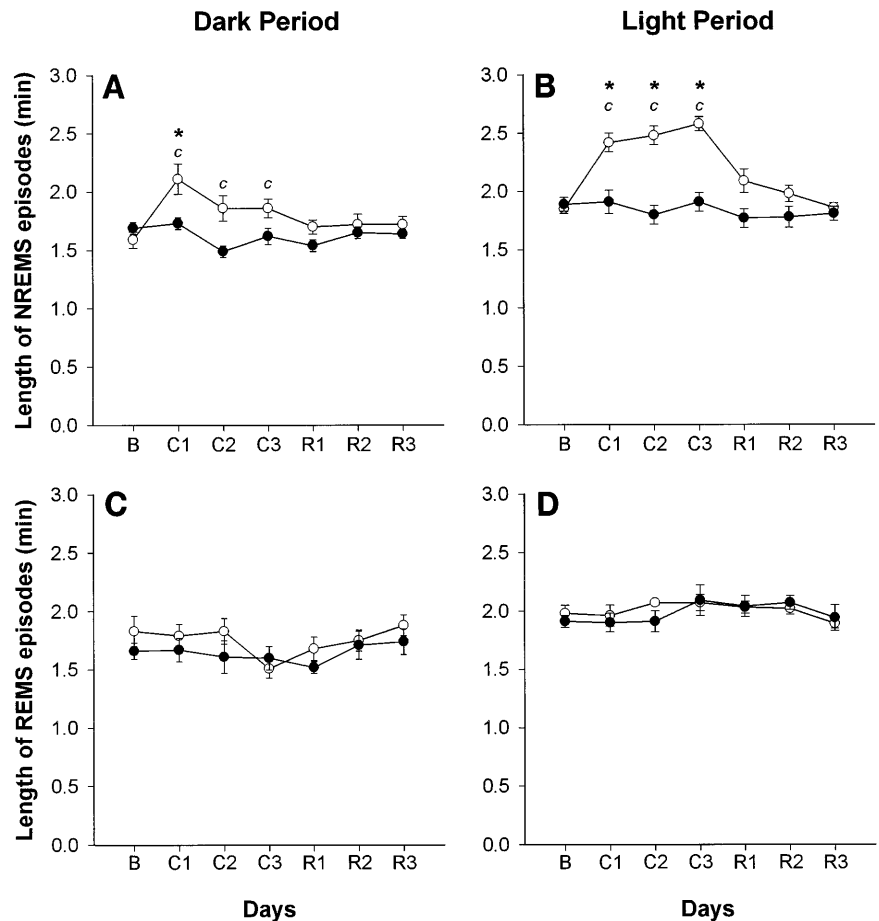 Dark Period
Light Period
A
B
Length of NREMS episodes (min)
3.0
2.5
2.0
1.5
1.0
0.5
0.0
*
c
c
c
B C1 C2 C3 R1 R2 R3
3.0
2.5
2.0
1.5
1.0
0.5
0.0
* * *
c c c
B C1 C2 C3 R1 R2 R3
C
D
Length of REMS episodes (min)
3.0
2.5
2.0
1.5
1.0
0.5
0.0
B C1 C2 C3 R1 R2 R3
Days
3.0
2.5
2.0
1.5
1.0
0.5
0.0
B C1 C2 C3 R1 R2 R3
Days